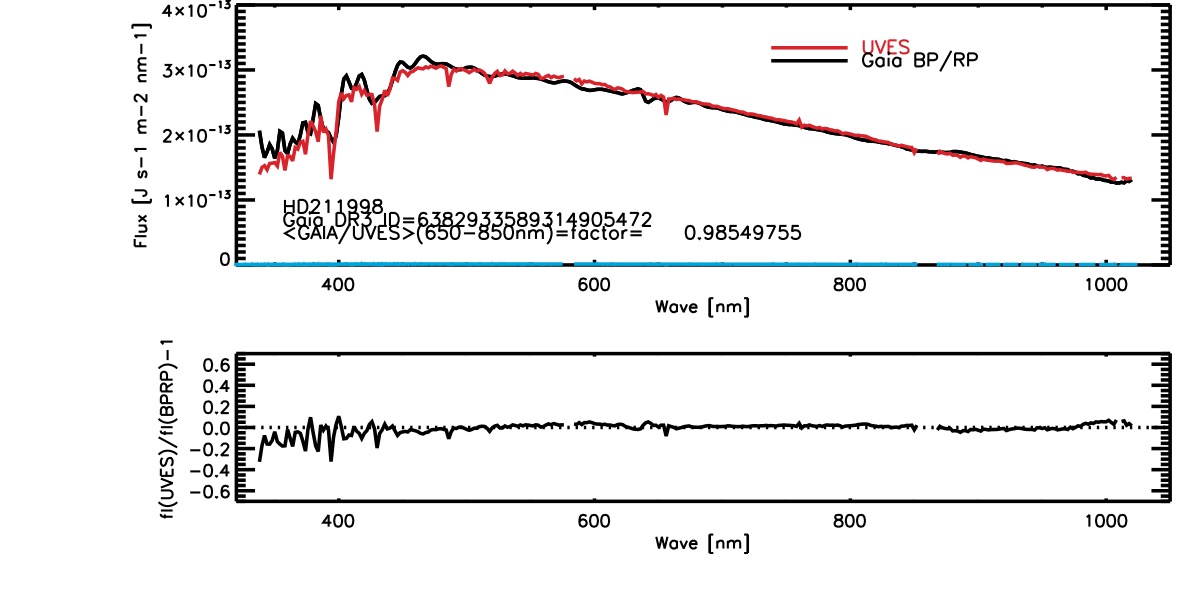 4×10−13
3×10−13
2×10−13
1×10−13
0
Flux [J s−1 m−2 nm−1]
UVES
Gaia BP/RP
HD211998
Gaia DR3 ID=6382933589314905472
<GAIA/UVES>(650−850nm)=factor= 0.98549755
400 600 800 1000
Wave [nm]
fl(UVES)/fl(BPRP)−1
0.6
0.4
0.2
0.0
−0.2
−0.4
−0.6
400 600 800 1000
Wave [nm]